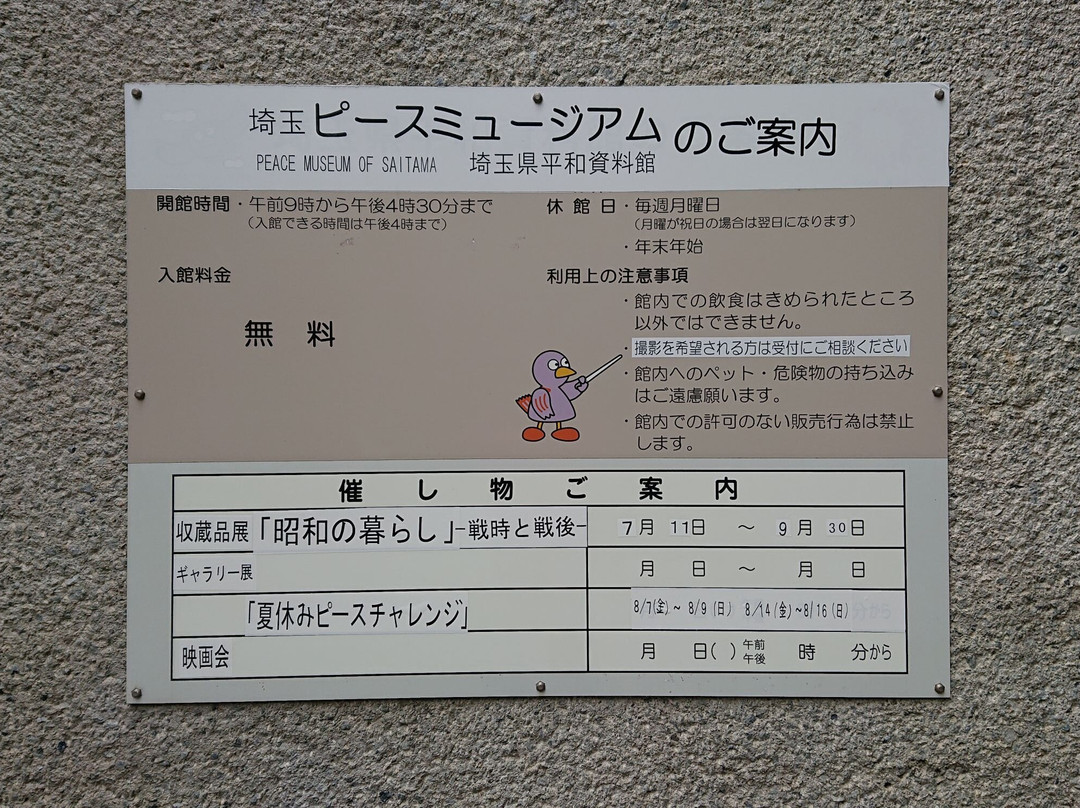 埼玉ピースミュージアムのご案内
PEACE MUSEUM OF SAITAMA 埼玉県平和資料館
開館時間・午前9時から午後4時30分まで
（入館できる時間は午後4時まで）
入館料金
無 料
休館日・毎週月曜日
（月曜が祝日の場合は翌日になります）
・年末年始
利用上の注意事項
・館内での飲食はきめられたところ
以外ではできません。
・撮影を希望される方は受付にご相談ください
・館内へのペット・危険物の持ち込み
はご遠慮願います。
・館内での許可のない販売行為は禁止
します。
催し物ご案内
収蔵品展「昭和の暮らし」-戦時と戦後- 7月 11日 ～ 9月 30日
ギャラリー展 月 日 ～ 月 日
「夏休みピースチャレンジ」 8/7(金)～ 8/9(日) 8/14(金)～8/16(日)
映画会 月 日( ) 午前 午後 時 分から